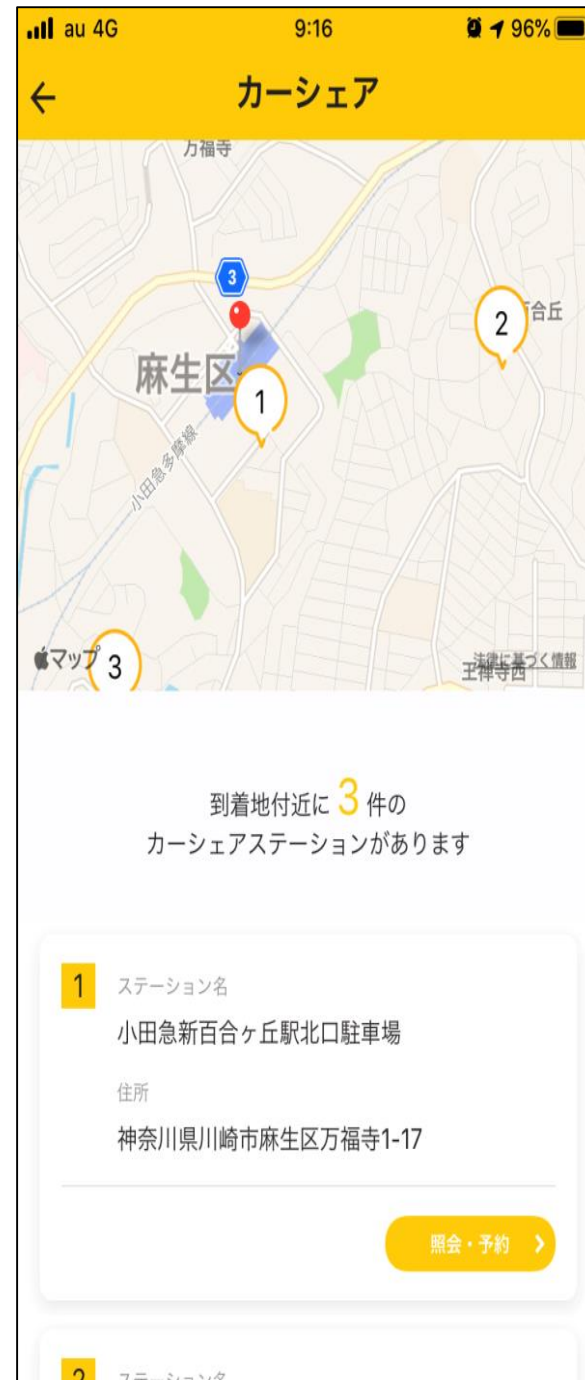 au 4G 9:16 96%
カーシェア
万福寺
3
2
合丘
麻生区
1
小田急多摩線
マップ
3
法律に基づく情報
王禅寺西
到着地付近に 3 件の
カーシェアステーションがあります
1 ステーション名
小田急新百合ヶ丘駅北口駐車場
住所
神奈川県川崎市麻生区万福寺1-17
照会・予約
2 ステーション名